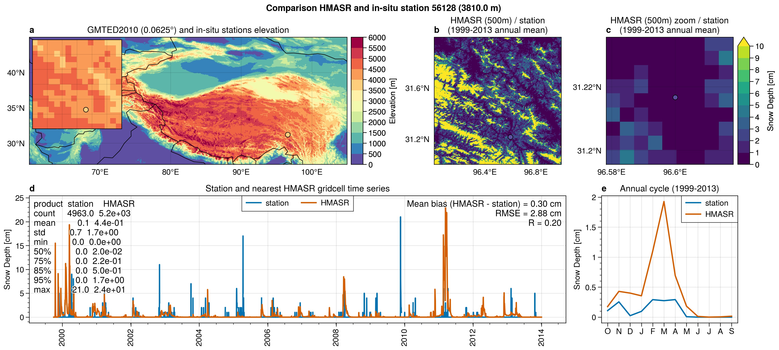 Comparison HMASR and in-situ station 56128 (3810.0 m)
a GMTED2010 (0.0625°) and in-situ stations elevation
40°N
35°N
30°N
70°E 80°E 90°E 100°E
6000
5500
5000
4500
4000
3500
3000
2500
2000
1500
1000
500
0
Elevation [m]
HMASR (500m) / station
b (1999-2013 annual mean)
31.6°N
31.2°N
96.4°E 96.8°E
HMASR (500m) zoom / station
c (1999-2013 annual mean)
31.22°N
31.2°N
96.58°E 96.6°E
10
9
8
7
6
5
4
3
2
1
0
Snow Depth [cm]
d Station and nearest HMASR gridcell time series
product station HMASR
count 4963.0 5.2e+03
mean 0.1 4.4e-01
std 0.7 1.7e+00
min 0.0 0.0e+00
50% 0.0 2.0e-02
75% 0.0 2.2e-01
85% 0.0 5.0e-01
95% 0.0 1.7e+00
max 21.0 2.4e+01
station HMASR
Mean bias (HMASR - station) = 0.30 cm
RMSE = 2.88 cm
R = 0.20
25
20
15
10
5
0
Snow Depth [cm]
2000 2002 2004 2006 2008 2010 2012 2014
e Annual cycle (1999-2013)
station
HMASR
2
1.5
1
0.5
0
Snow Depth [cm]
O N D J F M A M J J A S